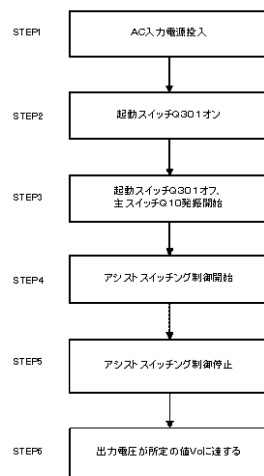 STEP1
AC入力電源投入
STEP2
起動スイッチQ301オン
STEP3
起動スイッチQ301オフ、
主スイッチQ10発振開始
STEP4
アシストスイッチング制御開始
STEP5
アシストスイッチング制御停止
STEP6
出力電圧が所定の値Voに達する